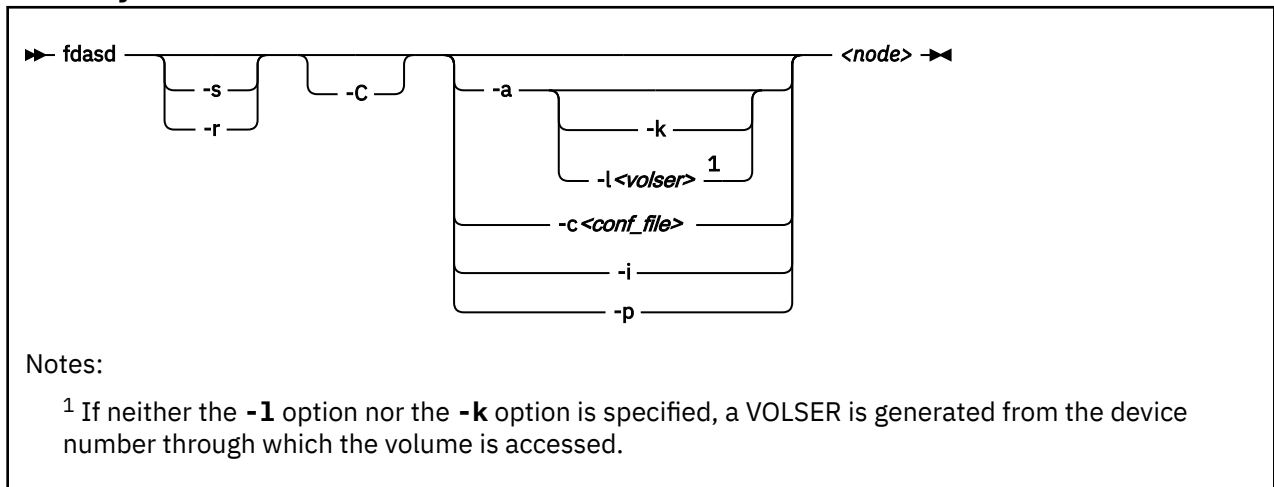 fdasd <node>
-s -C -a
-r -k
-l<volser> 1
-c<conf_file>
-i
-p
Notes:
1 If neither the -l option nor the -k option is specified, a VOLSER is generated from the device
number through which the volume is accessed.